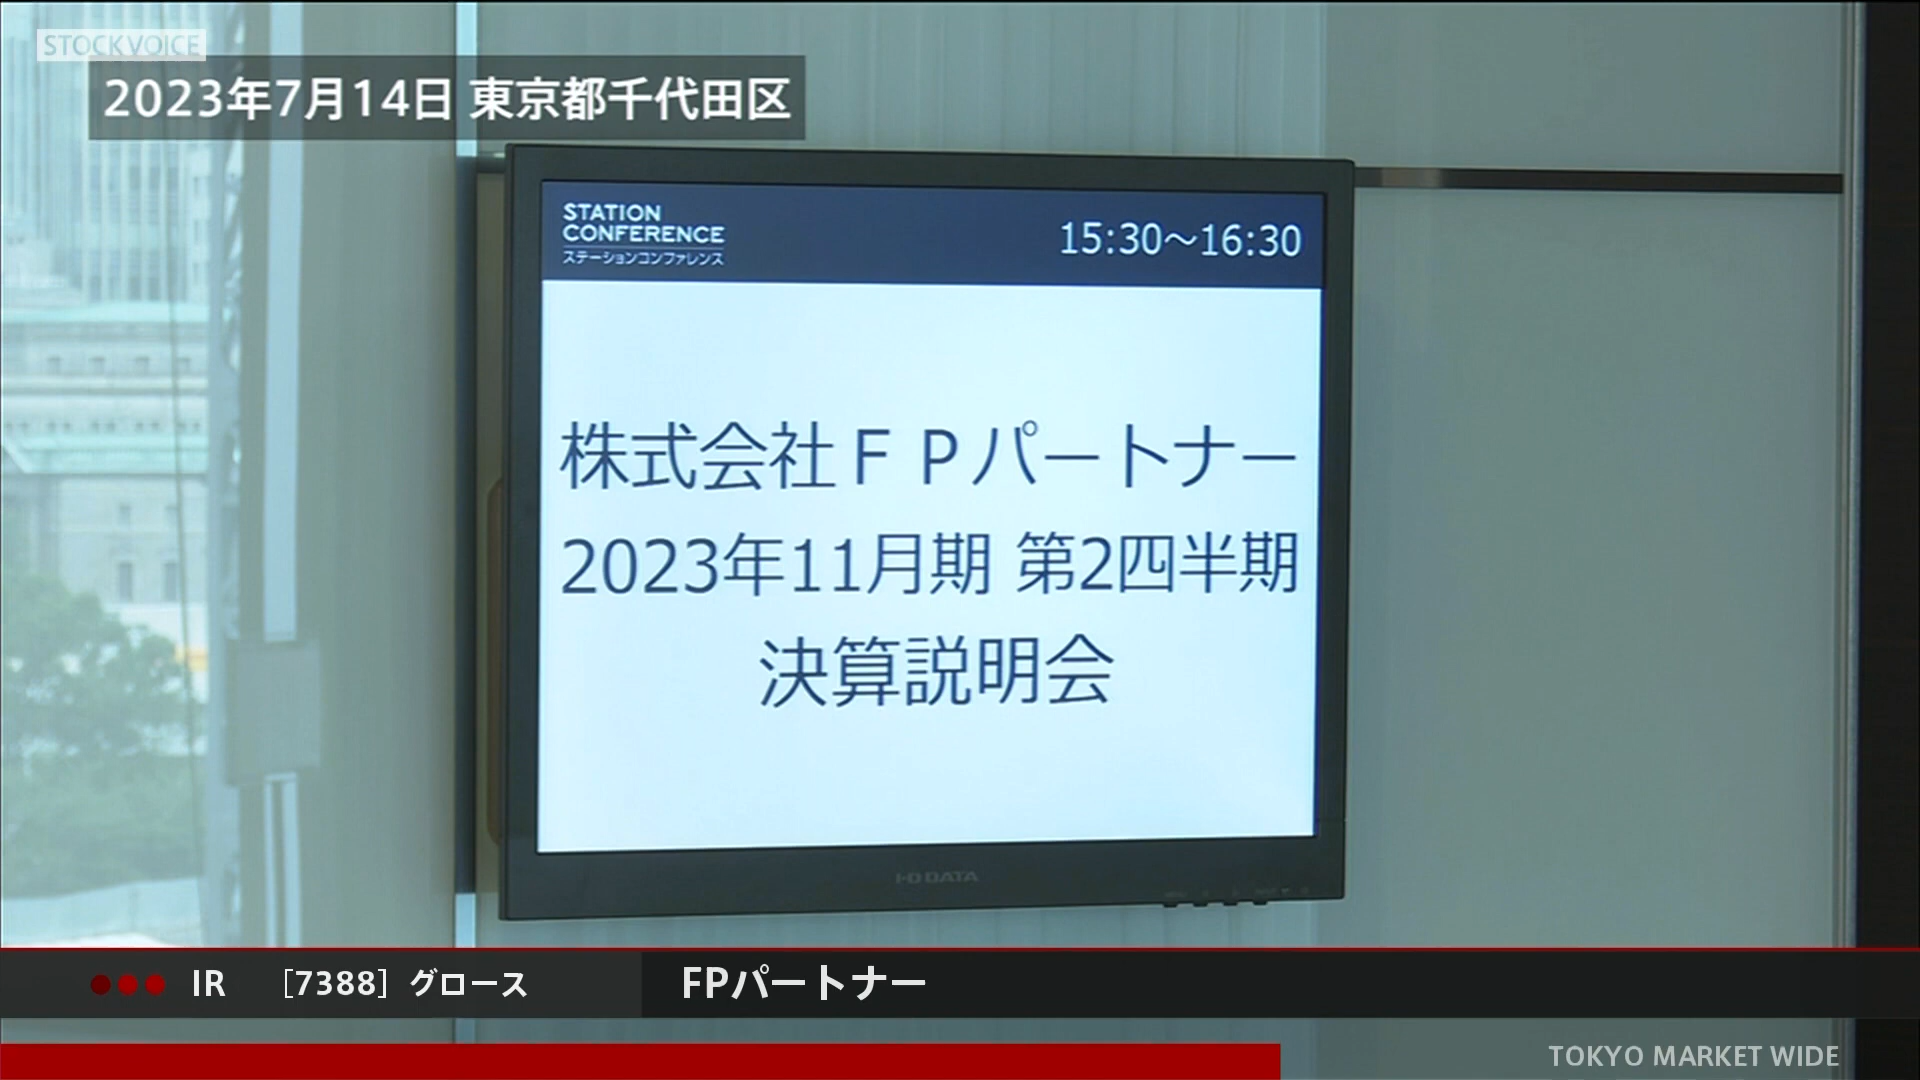 STOCKVOICE
2023年7月14日 東京都千代田区
STATION
CONFERENCE
ステーションコンファレンス
15:30～16:30
株式会社ＦＰパートナー
2023年11月期 第2四半期
決算説明会
I-O DATA
IR [7388] グロース FPパートナー
TOKYO MARKET WIDE